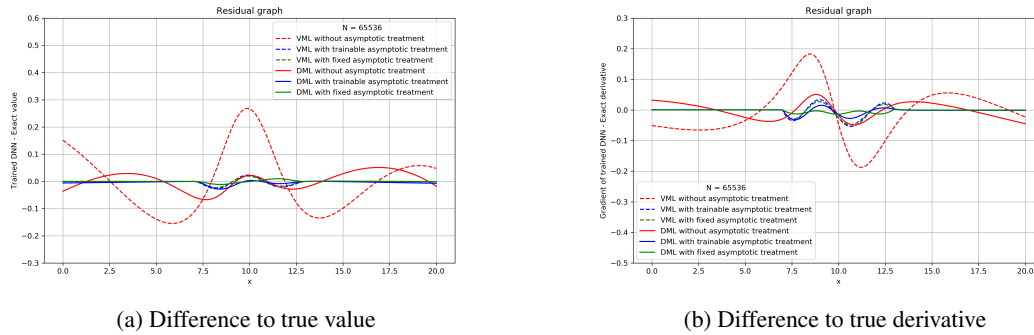 Residual graph
0.6
0.5
0.4
0.3
0.2
0.1
0.0
−0.1
−0.2
−0.3
Trained DNN - Exact value
N = 65536
VML without asymptotic treatment
VML with trainable asymptotic treatment
VML with fixed asymptotic treatment
DML without asymptotic treatment
DML with trainable asymptotic treatment
DML with fixed asymptotic treatment
0.0 2.5 5.0 7.5 10.0 12.5 15.0 17.5 20.0
x
(a) Difference to true value
Residual graph
0.4
0.3
0.2
0.1
0.0
−0.1
−0.2
−0.3
−0.4
−0.5
Gradient of trained DNN - Exact derivative
N = 65536
VML without asymptotic treatment
VML with trainable asymptotic treatment
VML with fixed asymptotic treatment
DML without asymptotic treatment
DML with trainable asymptotic treatment
DML with fixed asymptotic treatment
0.0 2.5 5.0 7.5 10.0 12.5 15.0 17.5 20.0
x
(b) Difference to true derivative